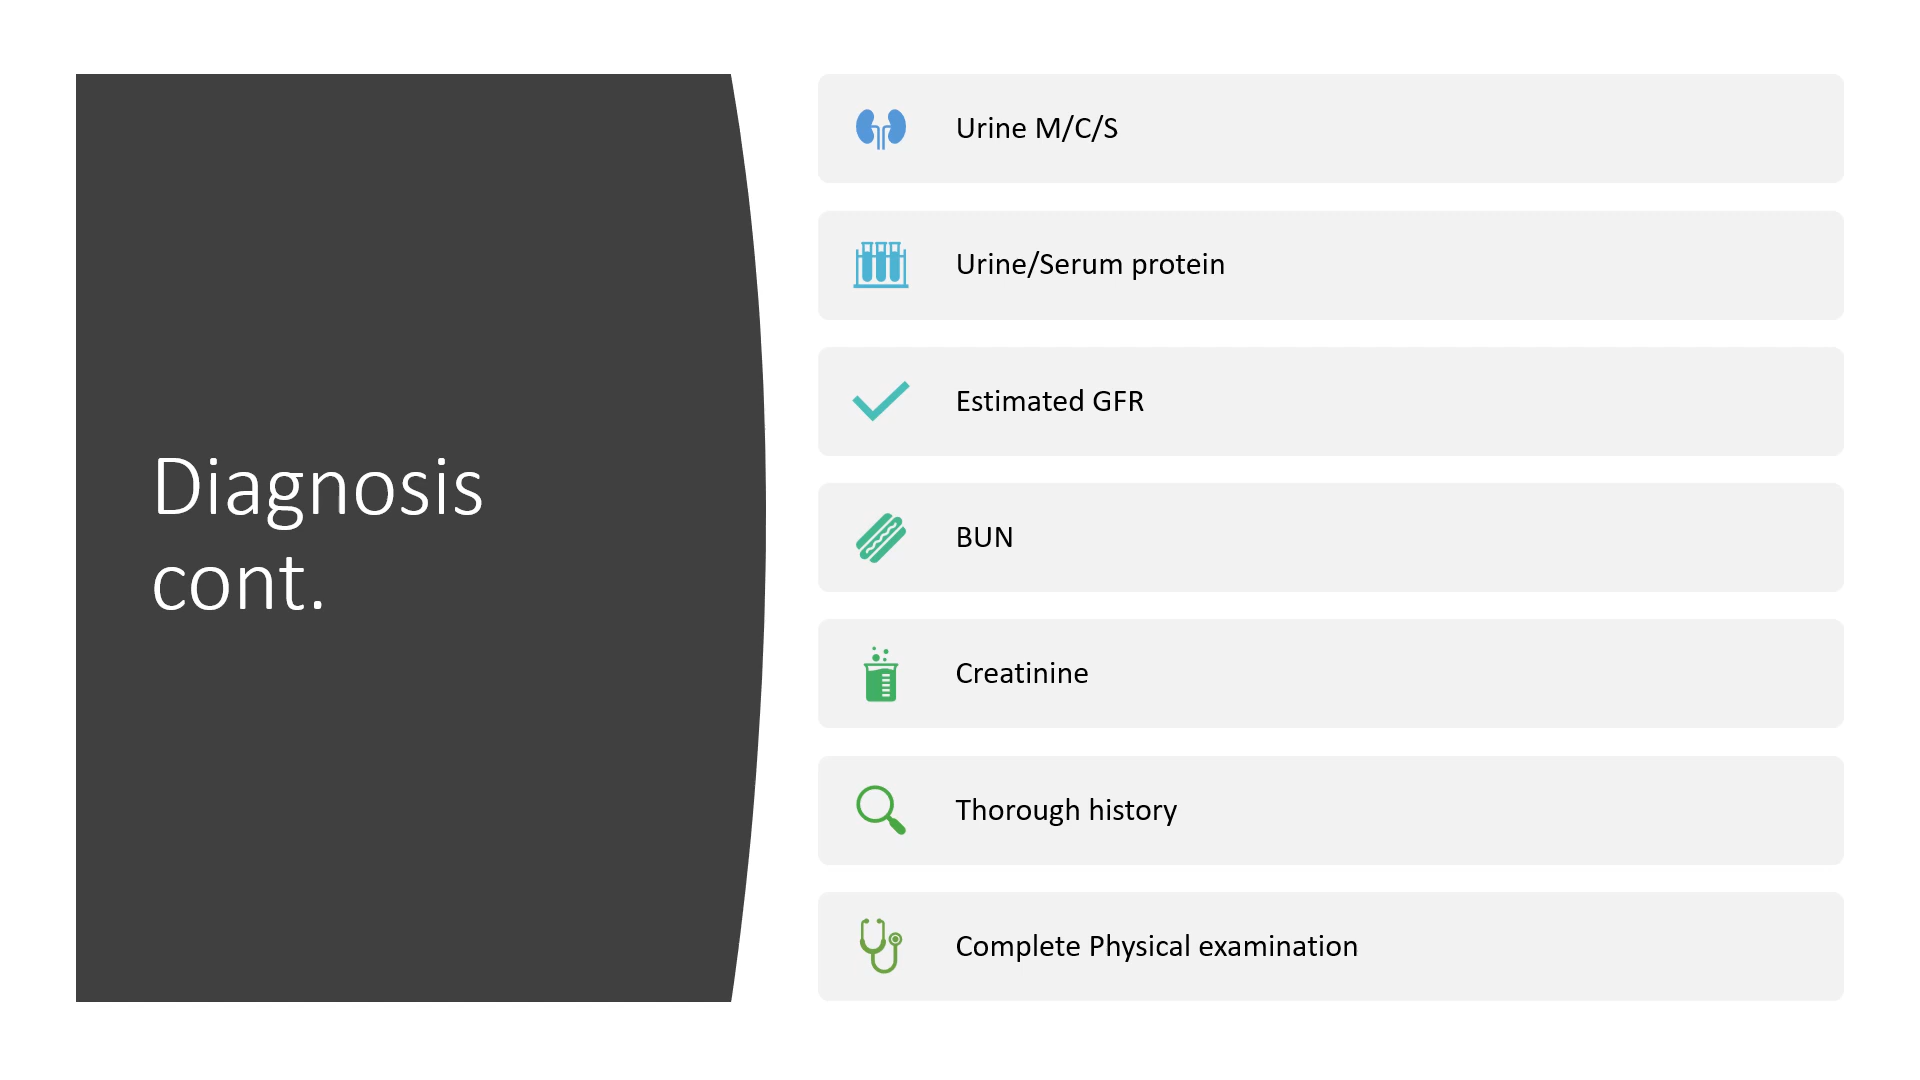 Diagnosis
cont.
Urine M/C/S
Urine/Serum protein
Estimated GFR
BUN
Creatinine
Thorough history
Complete Physical examination